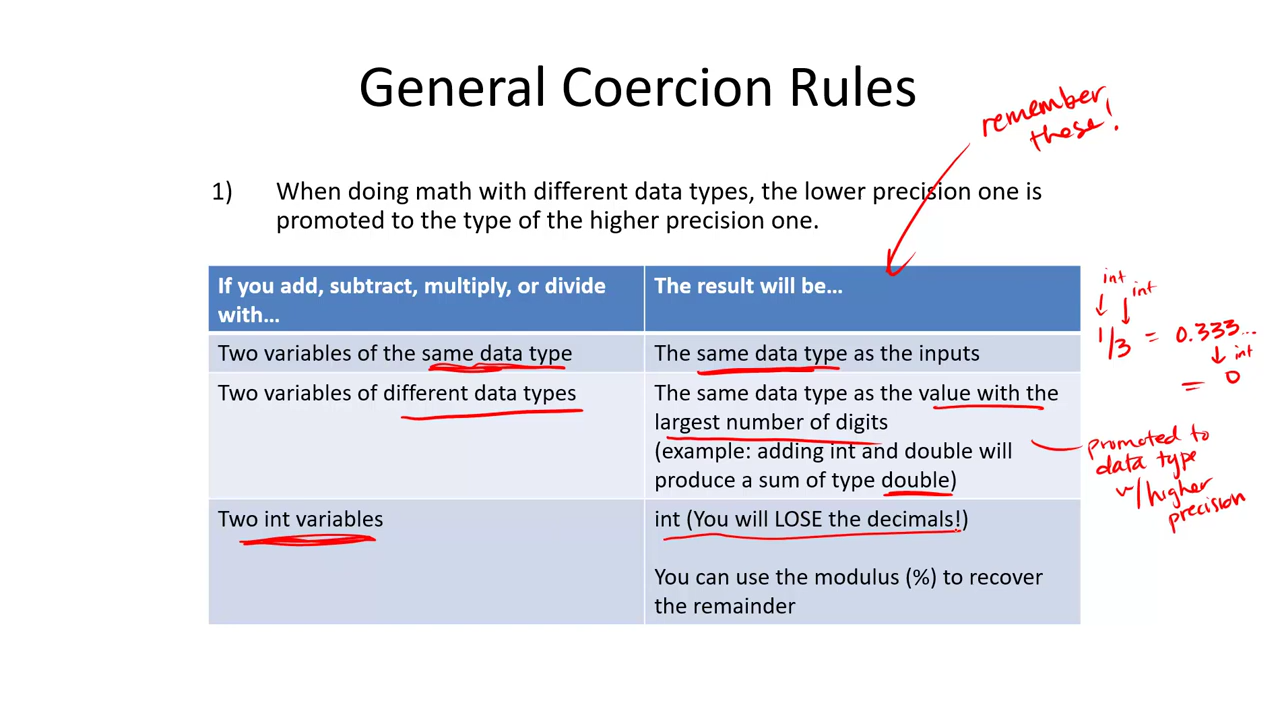 General Coercion Rules
remember
these!
1) When doing math with different data types, the lower precision one is
promoted to the type of the higher precision one.
If you add, subtract, multiply, or divide
with…
The result will be…
Two variables of the same data type
The same data type as the inputs
Two variables of different data types
The same data type as the value with the
largest number of digits
(example: adding int and double will
produce a sum of type double)
Two int variables
int (You will LOSE the decimals!)
You can use the modulus (%) to recover
the remainder
int
int
1/3 = 0.333...
int
= 0
promoted to
data type
w/higher
precision